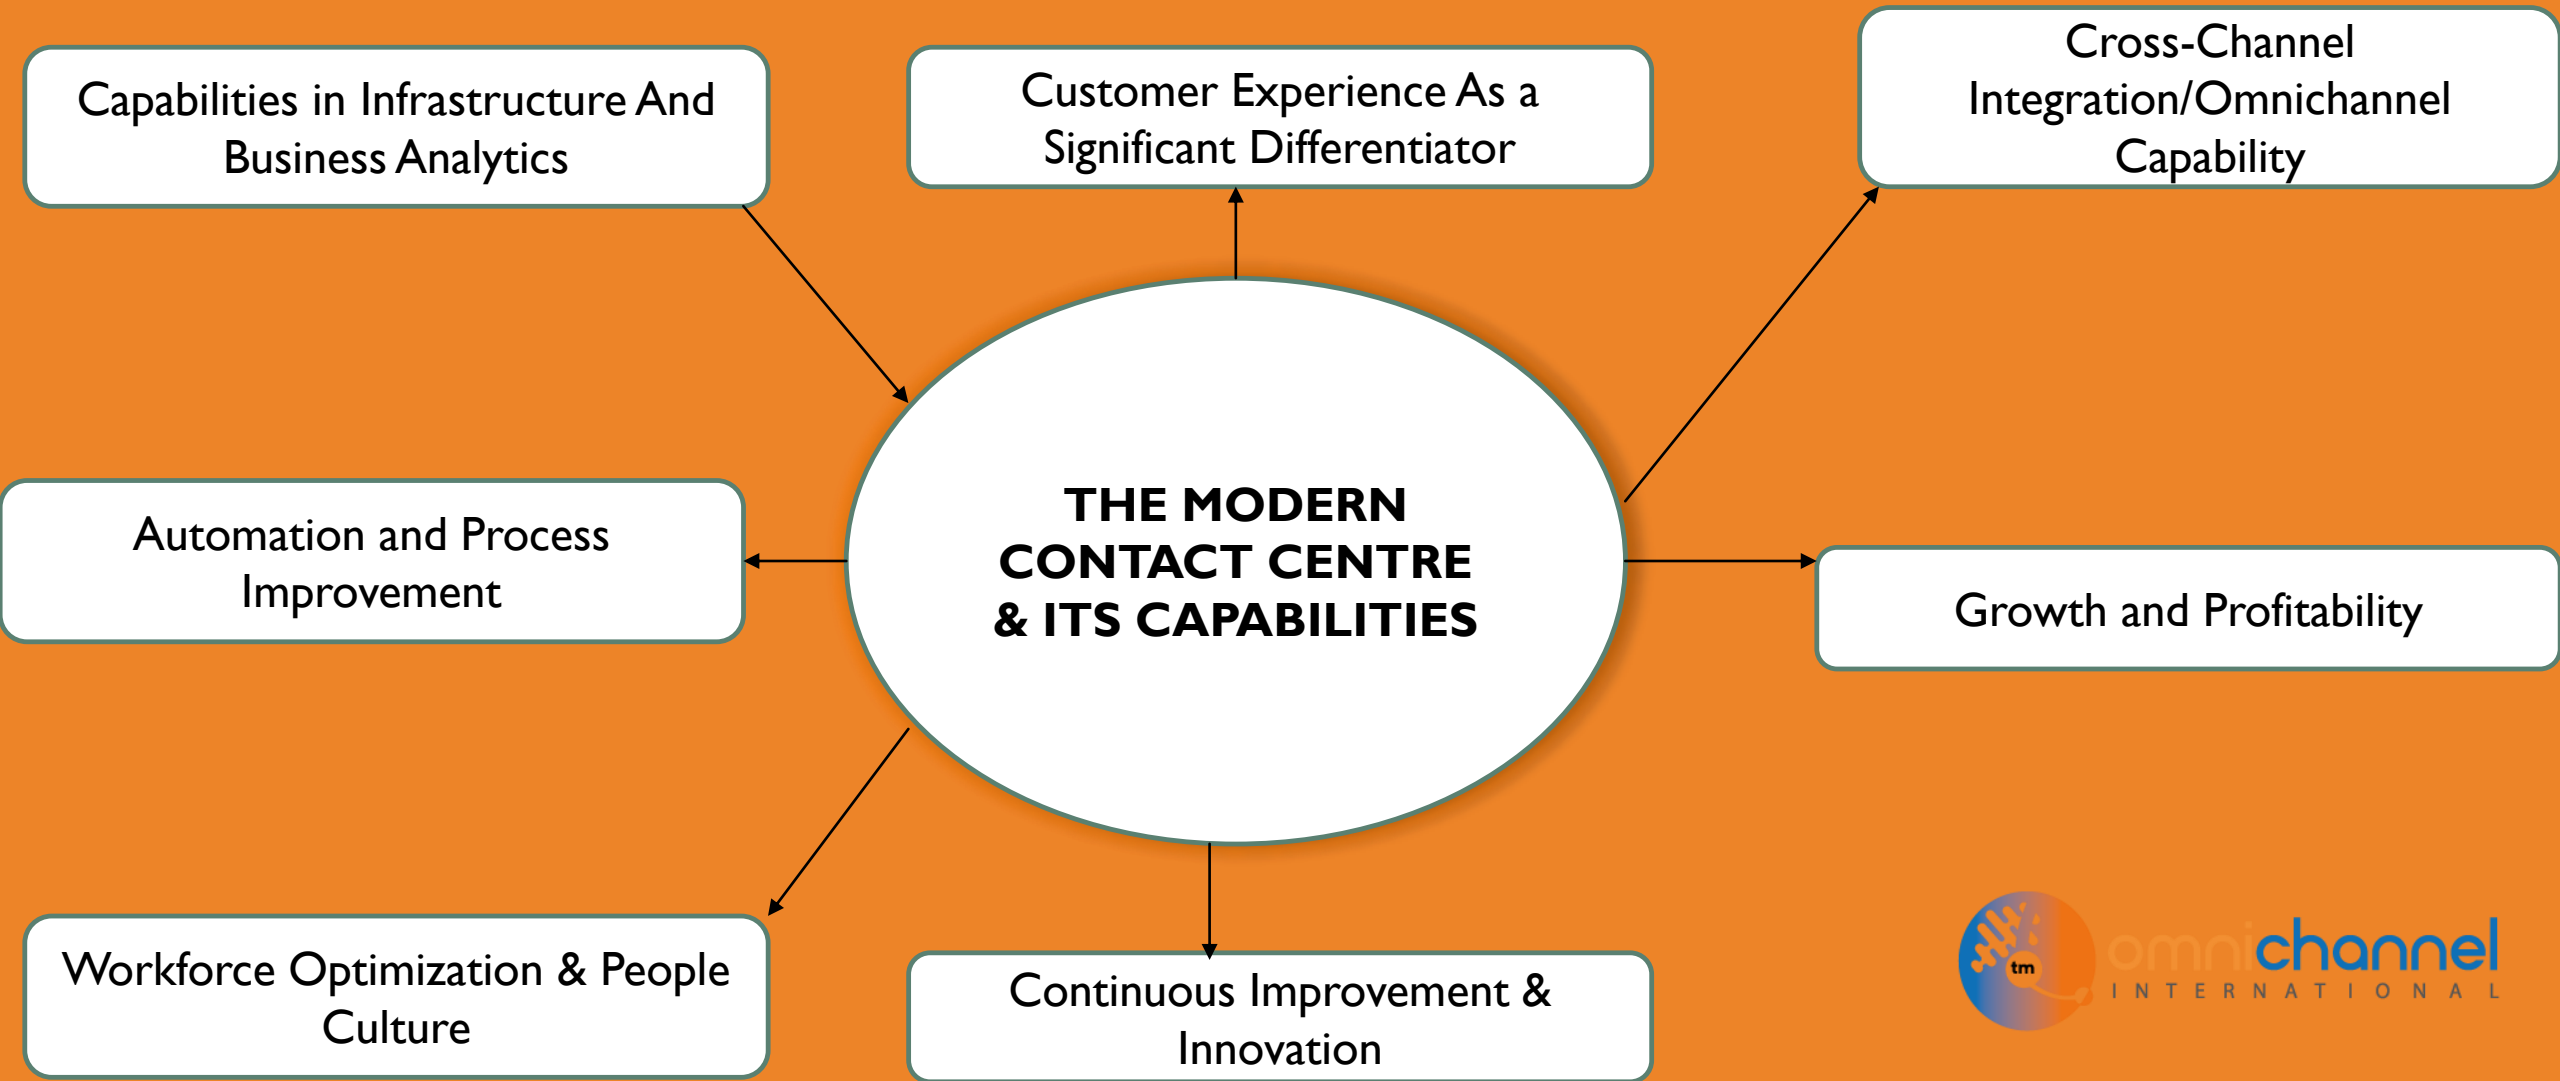 Capabilities in Infrastructure And
Business Analytics
Customer Experience As a
Significant Differentiator
Cross-Channel
Integration/Omnichannel
Capability
Automation and Process
Improvement
THE MODERN
CONTACT CENTRE
& ITS CAPABILITIES
Growth and Profitability
Workforce Optimization & People
Culture
Continuous Improvement &
Innovation
tm
omnichannel
INTERNATIONAL